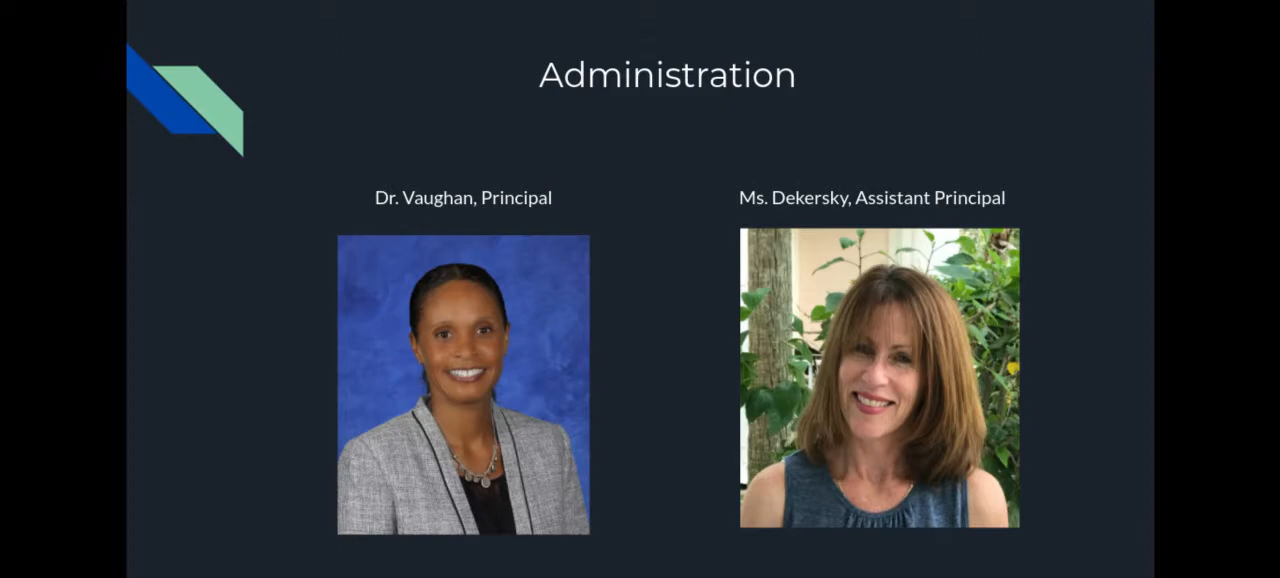 Administration
Dr. Vaughan, Principal
Ms. Dekersky, Assistant Principal